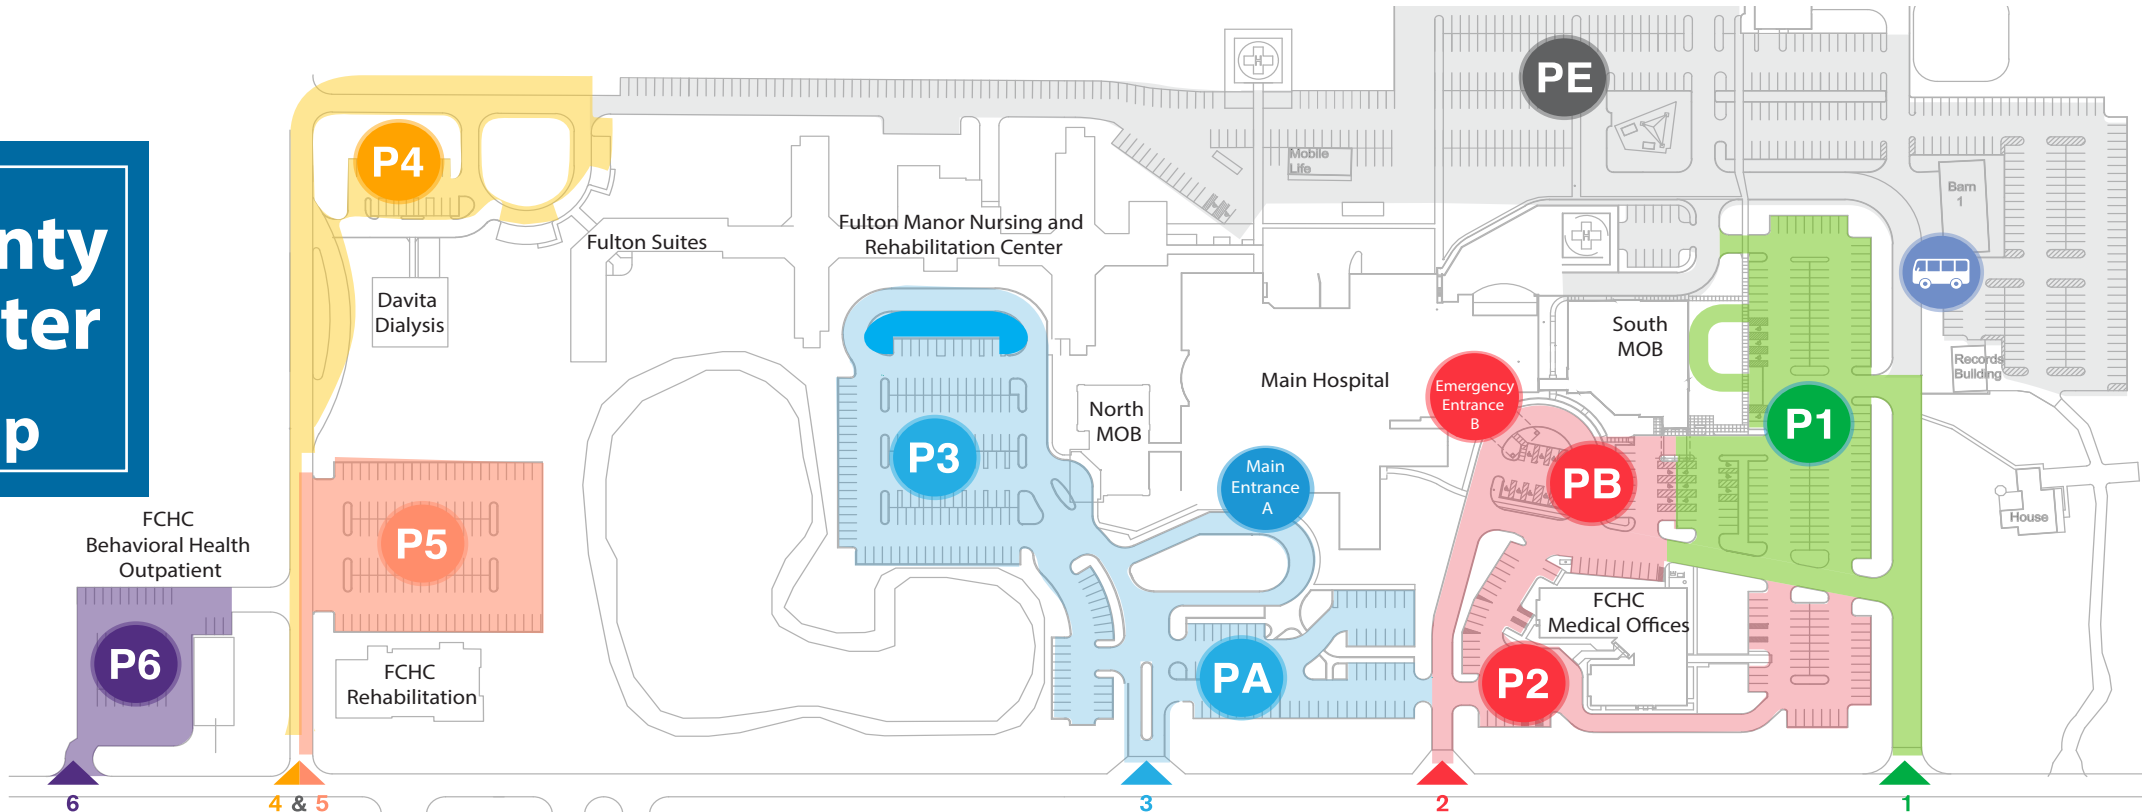 nty
ter
p
PE
P4
Mobile
Life
Barn
1
Fulton Manor Nursing and
Rehabilitation Center
Fulton Suites
Davita
Dialysis
South
MOB
Records
Building
Main Hospital
Emergency
Entrance
B
North
MOB
P1
P3
Main
Entrance
A
PB
P5
House
FCHC
Behavioral Health
Outpatient
FCHC
Medical Offices
P6
FCHC
Rehabilitation
PA
P2
6
4 & 5
3
2
1